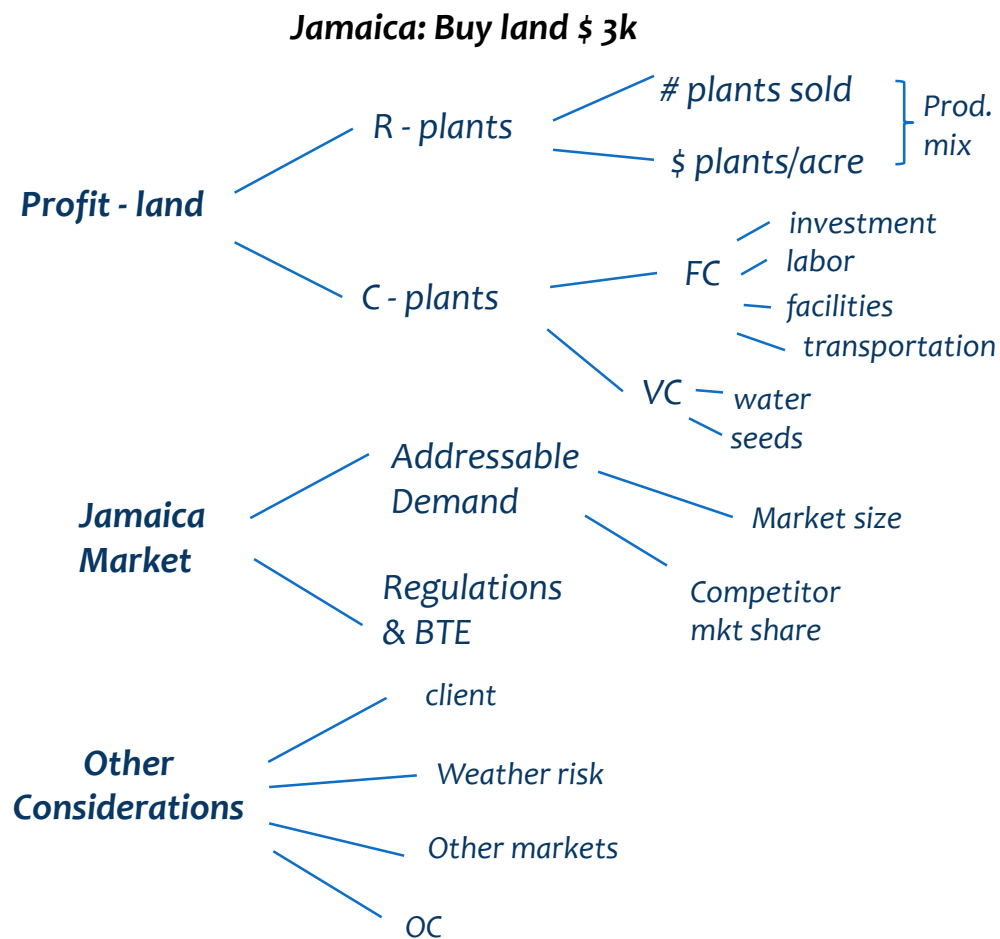 Jamaica: Buy land $ 3k
# plants sold
R - plants
Prod.
mix
$ plants/acre
Profit - land
investment
labor
FC
facilities
C - plants
transportation
VC
water
seeds
Addressable
Demand
Market size
Jamaica
Market
Regulations
& BTE
Competitor
mkt share
client
Other
Considerations
Weather risk
Other markets
OC